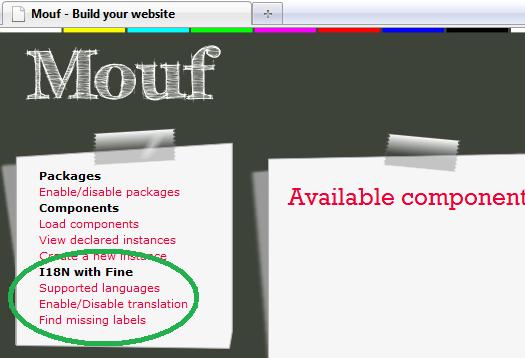 Mouf - Build your website
Mouf
Packages
Enable/disable packages
Components
Load components
View declared instances
Create a new instance
I18N with Fine
Supported languages
Enable/Disable translation
Find missing labels
Available component